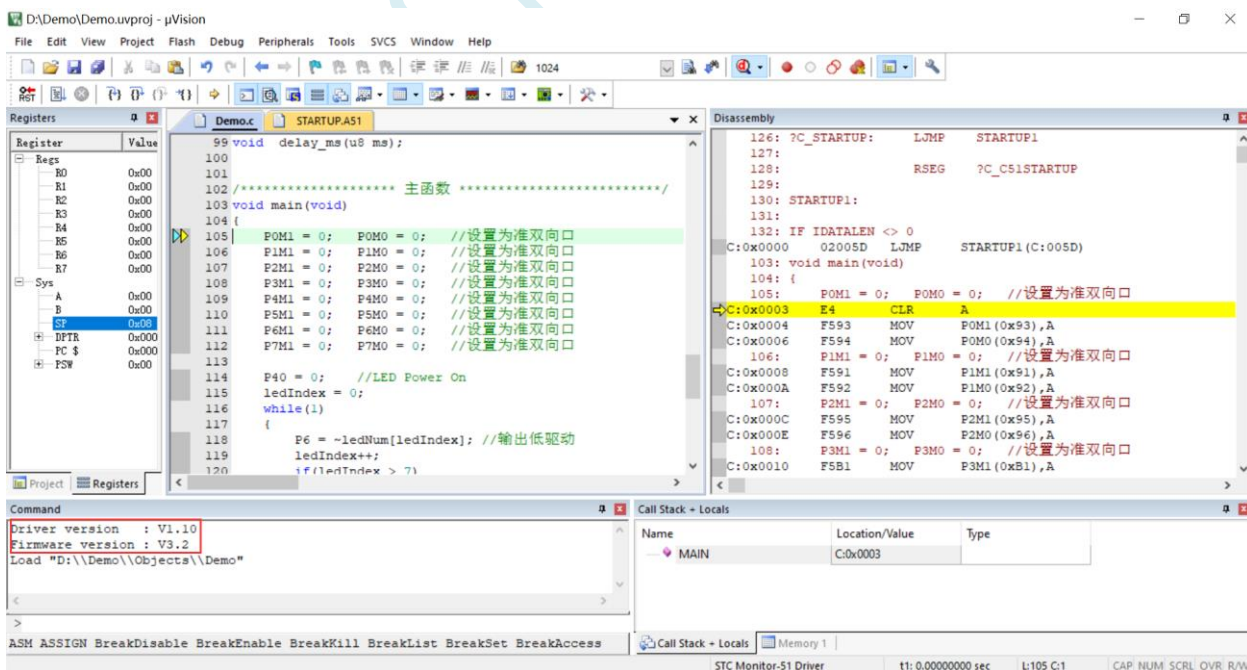 D:\Demo\Demo.uvproj - µVision
File Edit View Project Flash Debug Peripherals Tools SVCS Window Help
1024
RST
Registers
Register Value
Regs
R0 0x00
R1 0x00
R2 0x00
R3 0x00
R4 0x00
R5 0x00
R6 0x00
R7 0x00
Sys
A 0x00
B 0x00
SP 0x08
DPTR 0x000
PC $ 0x000
PSW 0x00
Project Registers
Demo.c STARTUP.A51
99 void delay_ms(u8 ms);
100
101
102 /******************** 主函数 **************************/
103 void main(void)
104 {
105 P0M1 = 0; P0M0 = 0; //设置为准双向口
106 P1M1 = 0; P1M0 = 0; //设置为准双向口
107 P2M1 = 0; P2M0 = 0; //设置为准双向口
108 P3M1 = 0; P3M0 = 0; //设置为准双向口
109 P4M1 = 0; P4M0 = 0; //设置为准双向口
110 P5M1 = 0; P5M0 = 0; //设置为准双向口
111 P6M1 = 0; P6M0 = 0; //设置为准双向口
112 P7M1 = 0; P7M0 = 0; //设置为准双向口
113
114 P40 = 0; //LED Power On
115 ledIndex = 0;
116 while(1)
117 {
118 P6 = ~ledNum[ledIndex]; //输出低驱动
119 ledIndex++;
120 if(ledIndex > 7)
Disassembly
126: ?C_STARTUP: LJMP STARTUP1
127:
128: RSEG ?C_C51STARTUP
129:
130: STARTUP1:
131:
132: IF IDATALEN <> 0
C:0x0000 02005D LJMP STARTUP1(C:005D)
103: void main(void)
104: {
105: P0M1 = 0; P0M0 = 0; //设置为准双向口
C:0x0003 E4 CLR A
C:0x0004 F593 MOV P0M1(0x93),A
C:0x0006 F594 MOV P0M0(0x94),A
106: P1M1 = 0; P1M0 = 0; //设置为准双向口
C:0x0008 F591 MOV P1M1(0x91),A
C:0x000A F592 MOV P1M0(0x92),A
107: P2M1 = 0; P2M0 = 0; //设置为准双向口
C:0x000C F595 MOV P2M1(0x95),A
C:0x000E F596 MOV P2M0(0x96),A
108: P3M1 = 0; P3M0 = 0; //设置为准双向口
C:0x0010 F5B1 MOV P3M1(0xB1),A
Command
Driver version : V1.10
Firmware version : V3.2
Load "D:\\Demo\\Objects\\Demo"
>
ASM ASSIGN BreakDisable BreakEnable BreakKill BreakList BreakSet BreakAccess
Call Stack + Locals
Name Location/Value Type
MAIN C:0x0003
Call Stack + Locals Memory 1
STC Monitor-51 Driver t1: 0.00000000 sec L:105 C:1 CAP NUM SCRL OVR R/W